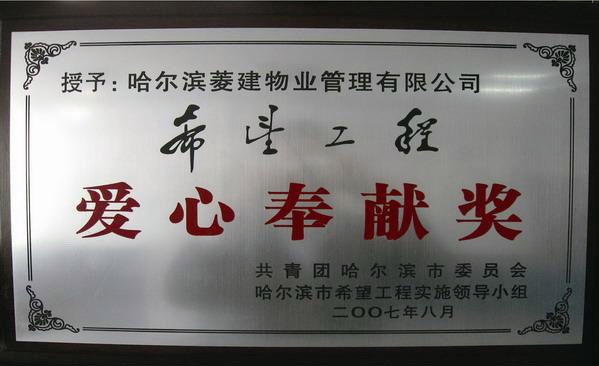 授予：哈尔滨菱建物业管理有限公司
希望工程
爱心奉献奖
共青团哈尔滨市委员会
哈尔滨市希望工程实施领导小组
二〇〇七年八月